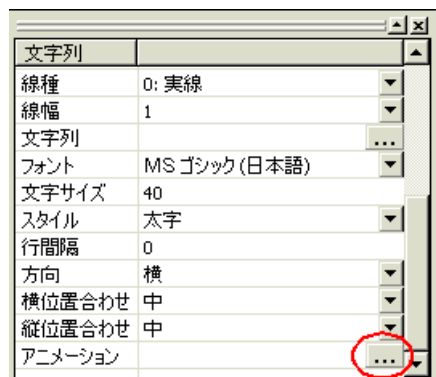 文字列
線種 0: 実線
線幅 1
文字列 ...
フォント MS ゴシック (日本語)
文字サイズ 40
スタイル 太字
行間隔 0
方向 横
横位置合わせ 中
縦位置合わせ 中
アニメーション ...